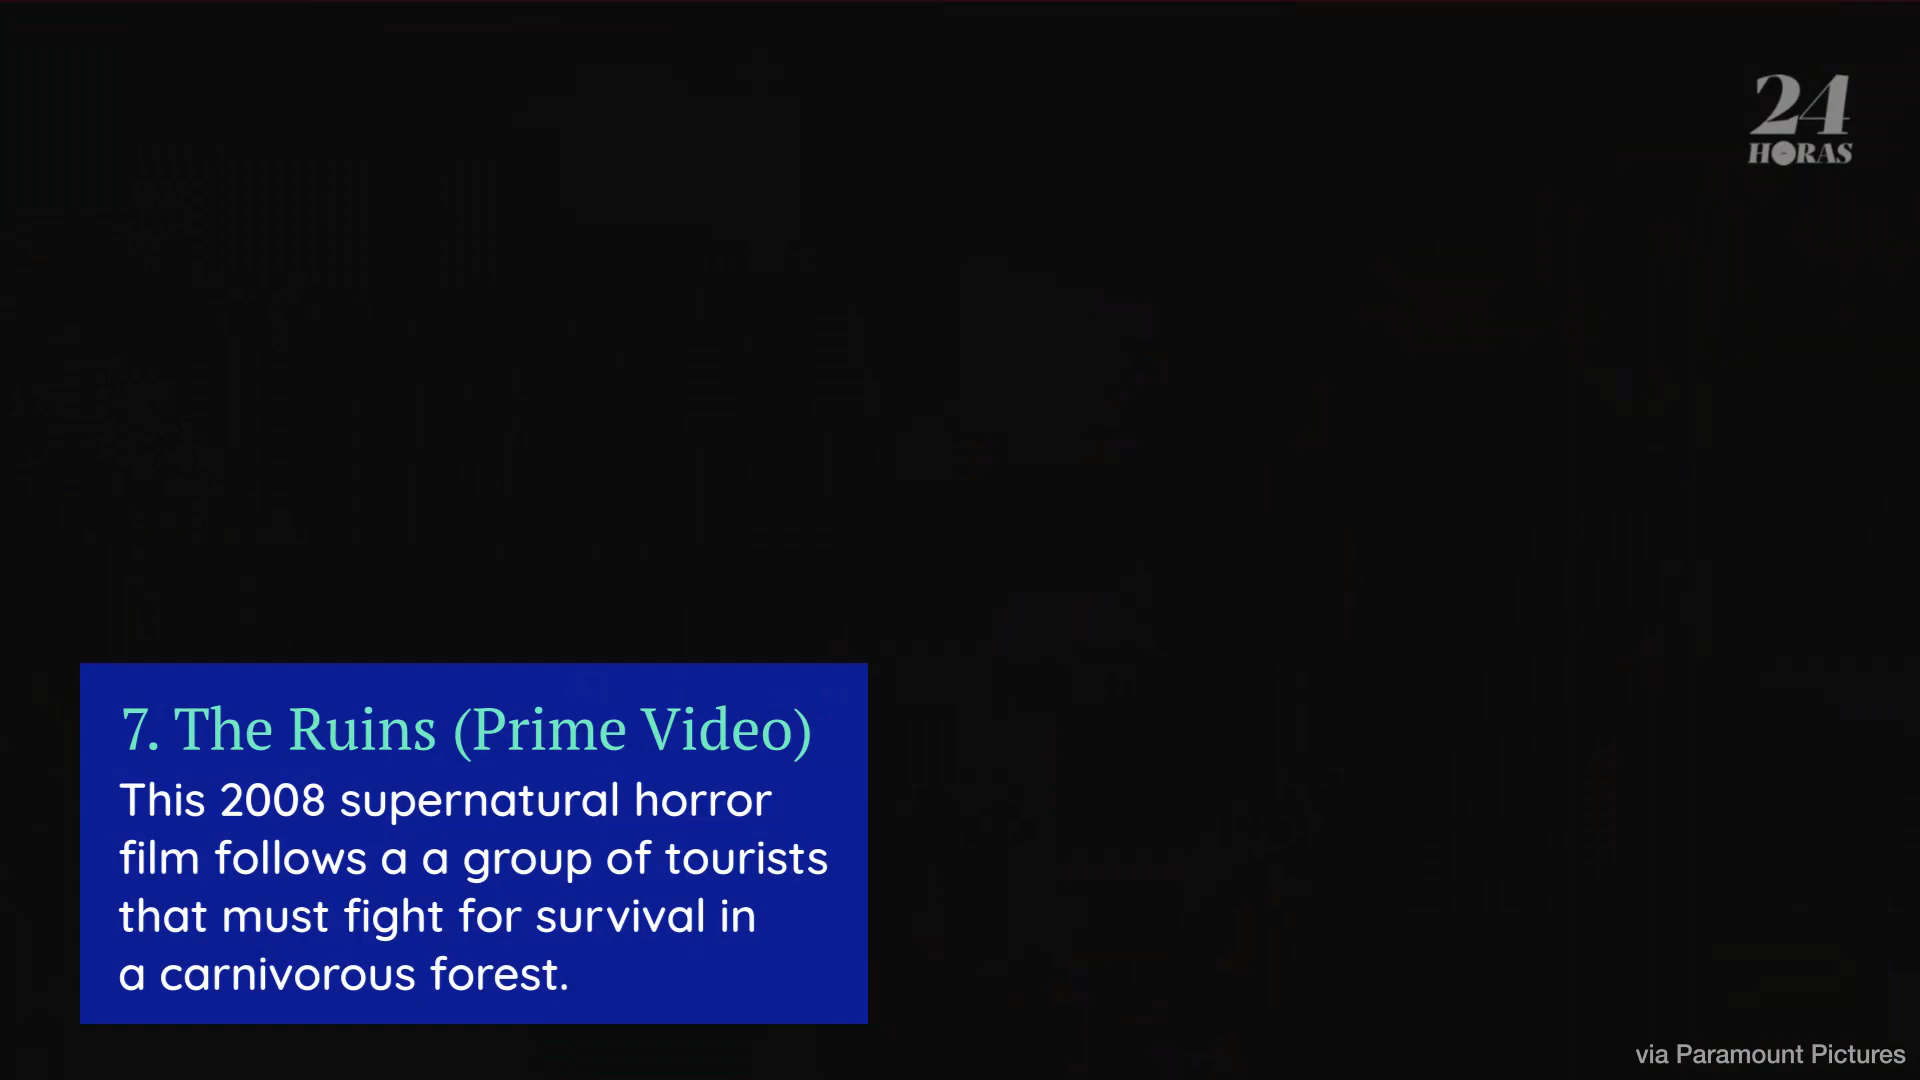 24
HORAS
7. The Ruins (Prime Video)
This 2008 supernatural horror
film follows a a group of tourists
that must fight for survival in
a carnivorous forest.
via Paramount Pictures